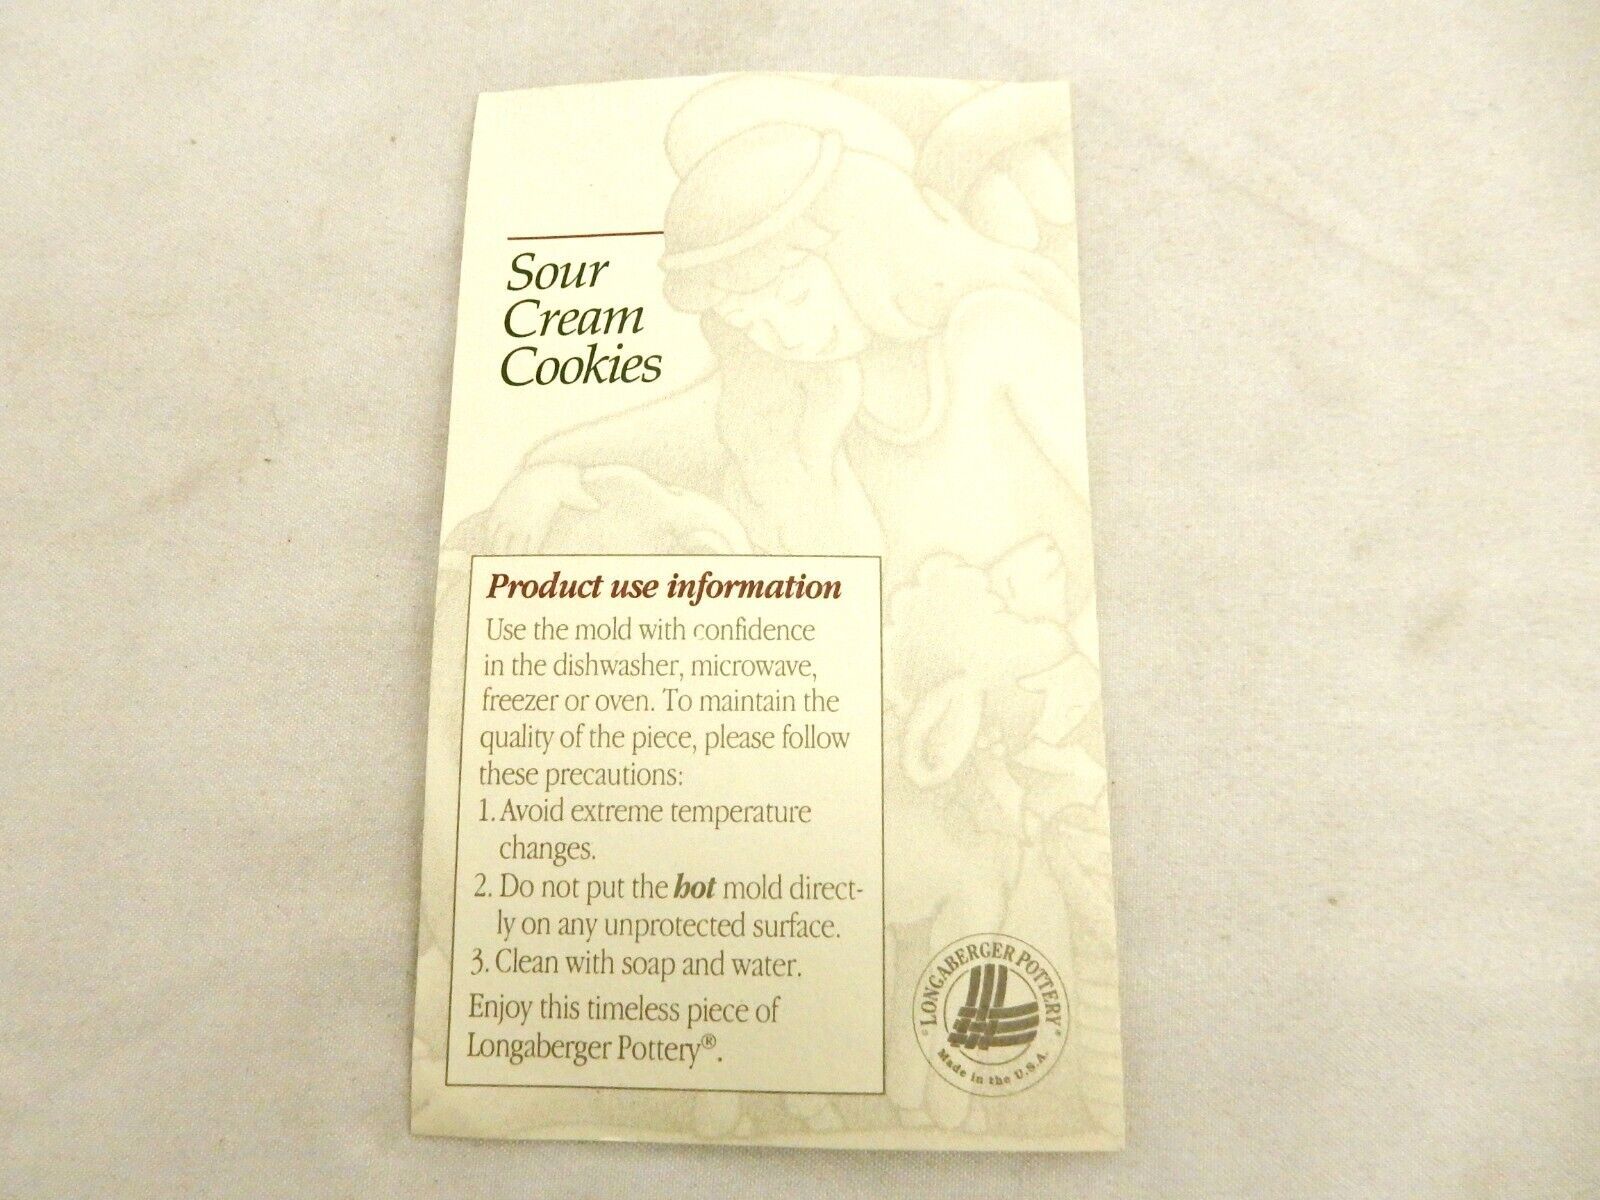 Sour
Cream
Cookies
Product use information
Use the mold with confidence
in the dishwasher, microwave,
freezer or oven. To maintain the
quality of the piece, please follow
these precautions:
1. Avoid extreme temperature
changes.
2. Do not put the hot mold direct-
ly on any unprotected surface.
3. Clean with soap and water.
Enjoy this timeless piece of
Longaberger Pottery®.
LONGABERGER POTTERY
Made in the U.S.A.